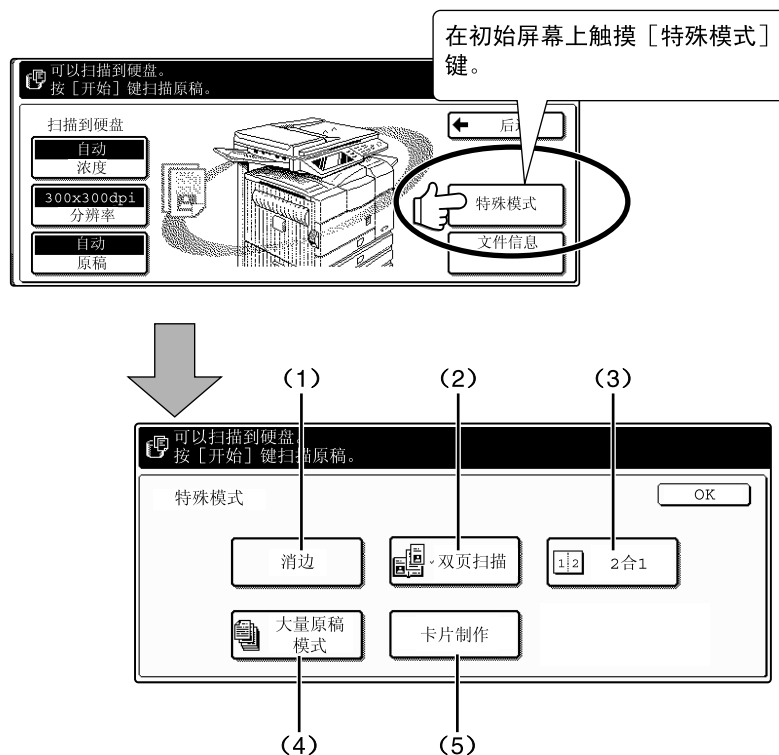 在初始屏幕上触摸［特殊模式］
键。
可以扫描到硬盘。
按［开始］键扫描原稿。
扫描到硬盘
自动
浓度
300x300dpi
分辨率
自动
原稿
后
特殊模式
文件信息
（1）
（2）
（3）
可以扫描到硬盘。
按［开始］键扫描原稿。
特殊模式
OK
消边
双页扫描
1 2
2合1
大量原稿
模式
卡片制作
（4）
（5）